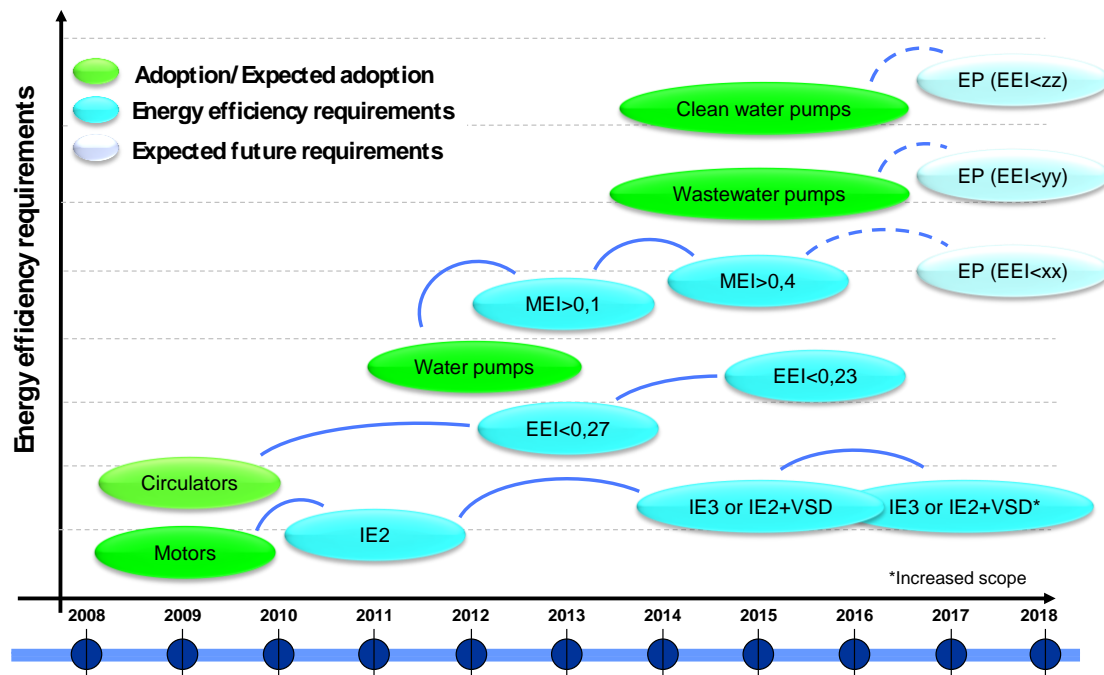 Energy efficiency requirements
Adoption/Expected adoption
Energy efficiency requirements
Expected future requirements
EP (EEI<zz)
Clean water pumps
EP (EEI<yy)
Wastewater pumps
EP (EEI<xx)
MEI>0,4
MEI>0,1
Water pumps
EEI<0,23
EEI<0,27
Circulators
IE3 or IE2+VSD
IE3 or IE2+VSD*
IE2
Motors
*Increased scope
2008 2009 2010 2011 2012 2013 2014 2015 2016 2017 2018